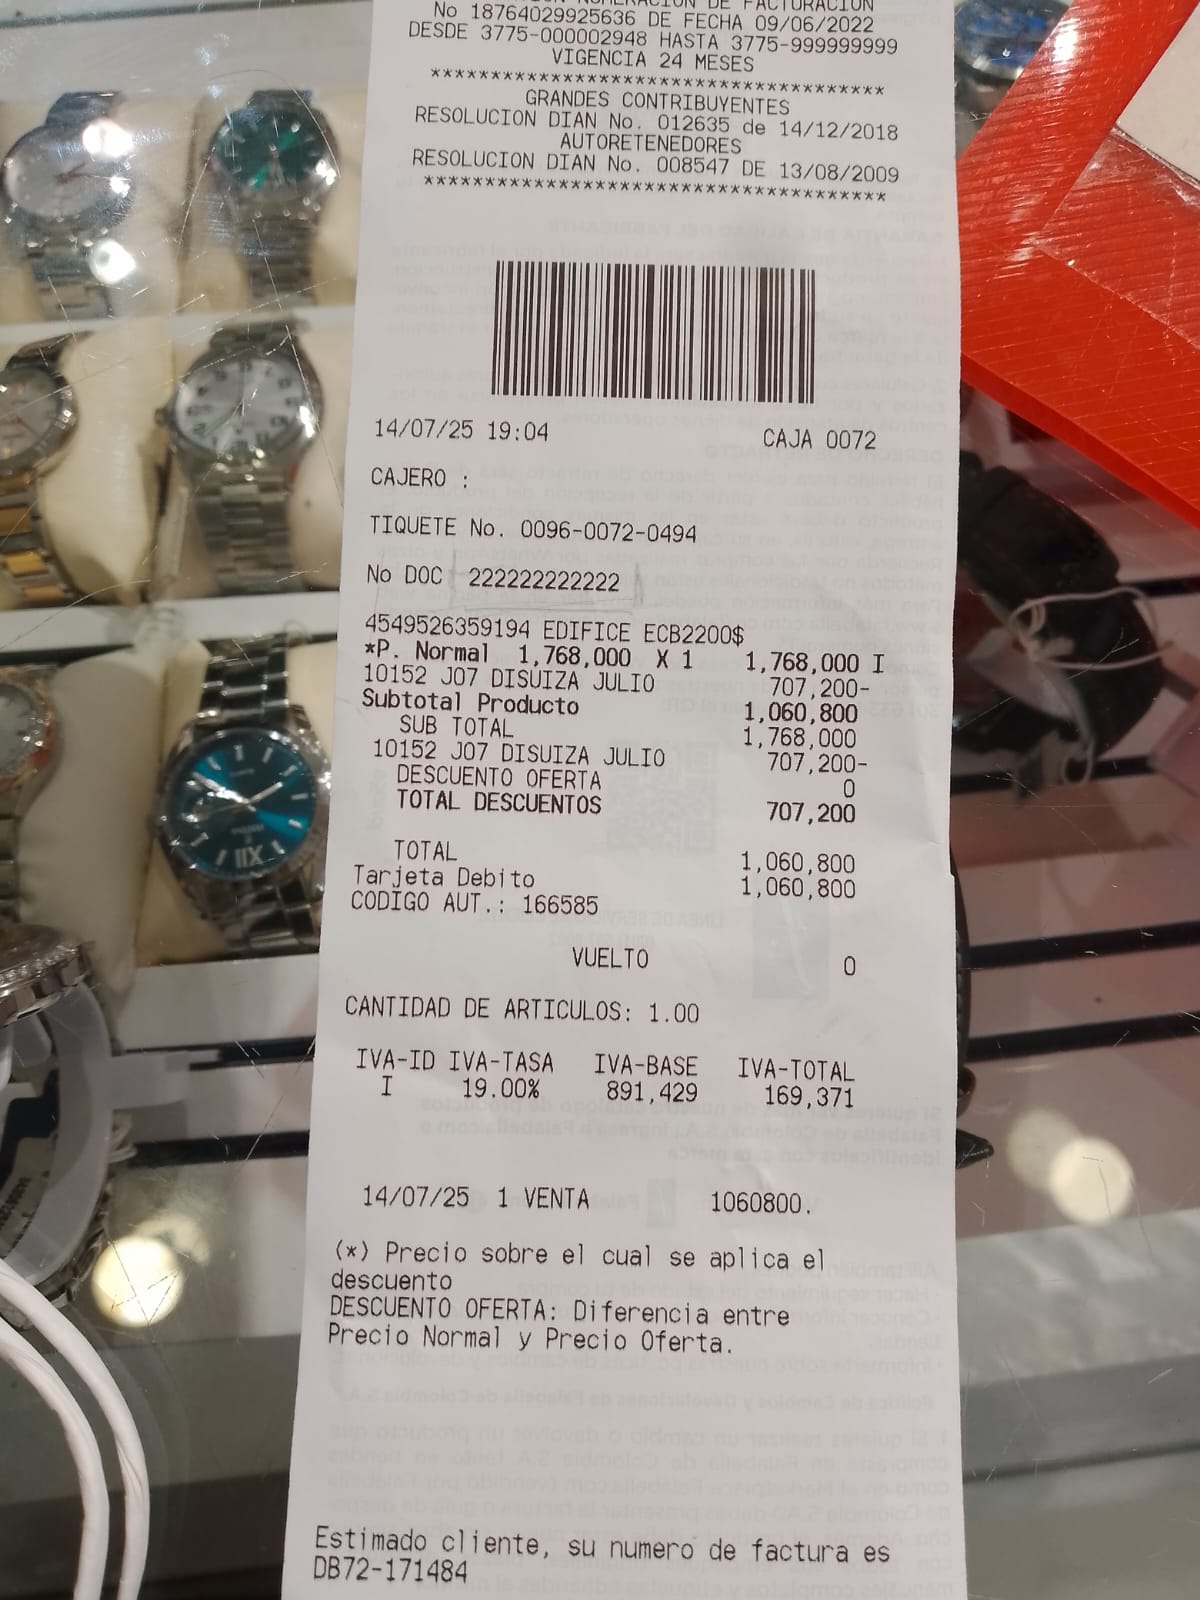 NUMERACION DE FACTURACION
No 18764029925636 DE FECHA 09/06/2022
DESDE 3775-000002948 HASTA 3775-999999999
VIGENCIA 24 MESES
****************************************
GRANDES CONTRIBUYENTES
RESOLUCION DIAN No. 012635 de 14/12/2018
AUTORETENEDORES
RESOLUCION DIAN No. 008547 DE 13/08/2009
****************************************
14/07/25 19:04 CAJA 0072
CAJERO :
TIQUETE No. 0096-0072-0494
No DOC 222222222222
4549526359194 EDIFICE ECB2200$
*P. Normal 1,768,000 X 1 1,768,000 I
10152 J07 DISUIZA JULIO 707,200-
Subtotal Producto 1,060,800
SUB TOTAL 1,768,000
10152 J07 DISUIZA JULIO 707,200-
DESCUENTO OFERTA 0
TOTAL DESCUENTOS 707,200
TOTAL 1,060,800
Tarjeta Debito 1,060,800
CODIGO AUT.: 166585
VUELTO 0
CANTIDAD DE ARTICULOS: 1.00
IVA-ID IVA-TASA IVA-BASE IVA-TOTAL
I 19.00% 891,429 169,371
14/07/25 1 VENTA 1060800.
(*) Precio sobre el cual se aplica el
descuento
DESCUENTO OFERTA: Diferencia entre
Precio Normal y Precio Oferta.
Estimado cliente, su numero de factura es
DB72-171484